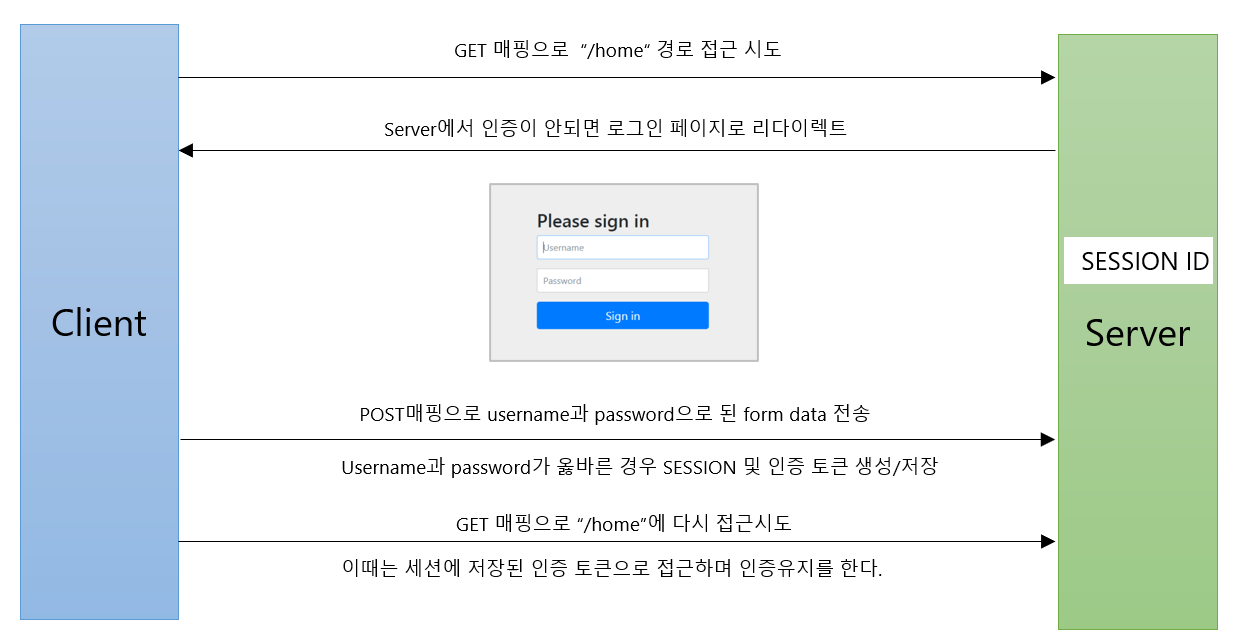 GET 매핑으로 “/home“ 경로 접근 시도
Server에서 인증이 안되면 로그인 페이지로 리다이렉트
Please sign in
Username
Password
Sign in
SESSION ID
Client
Server
POST매핑으로 username과 password으로 된 form data 전송
Username과 password가 옳바른 경우 SESSION 및 인증 토큰 생성/저장
GET 매핑으로 “/home”에 다시 접근시도
이때는 세션에 저장된 인증 토큰으로 접근하며 인증유지를 한다.